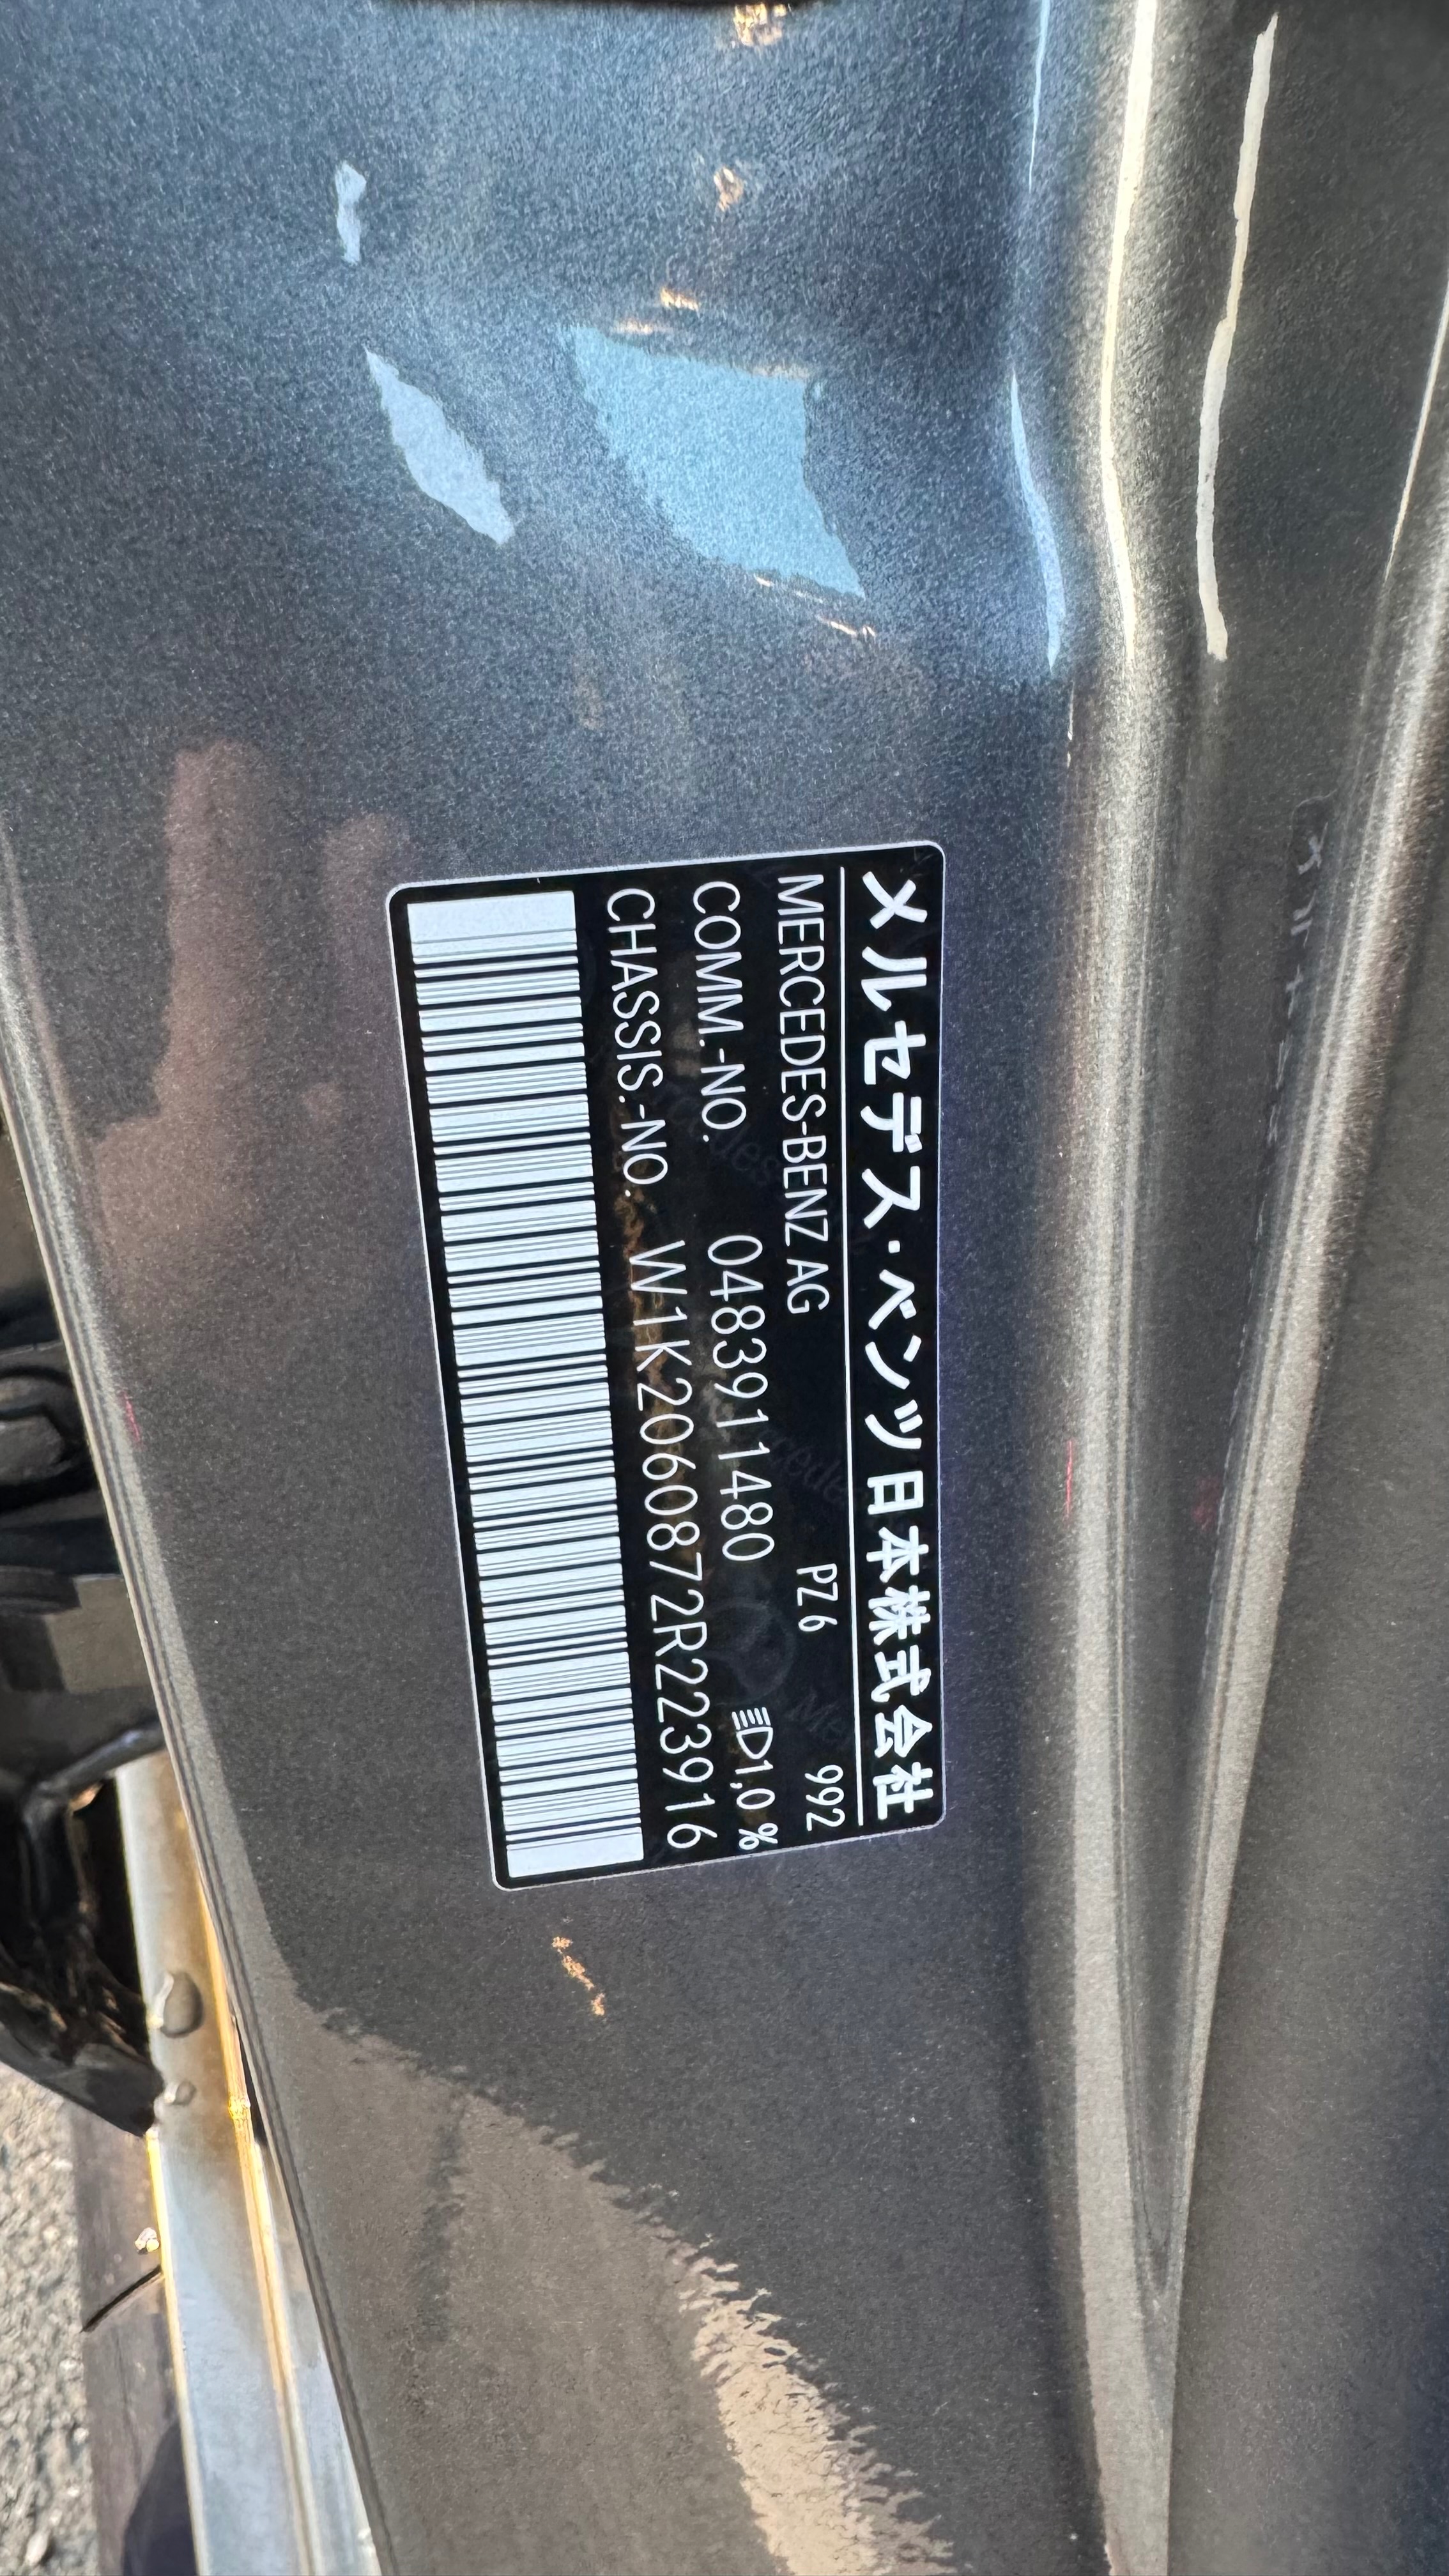 メルセデス・ベンツ日本株式会社
MERCEDES-BENZ AG PZ6 992
COMM.-NO. 0483911480 1,0 %
CHASSIS.-NO. W1K2060872R223916